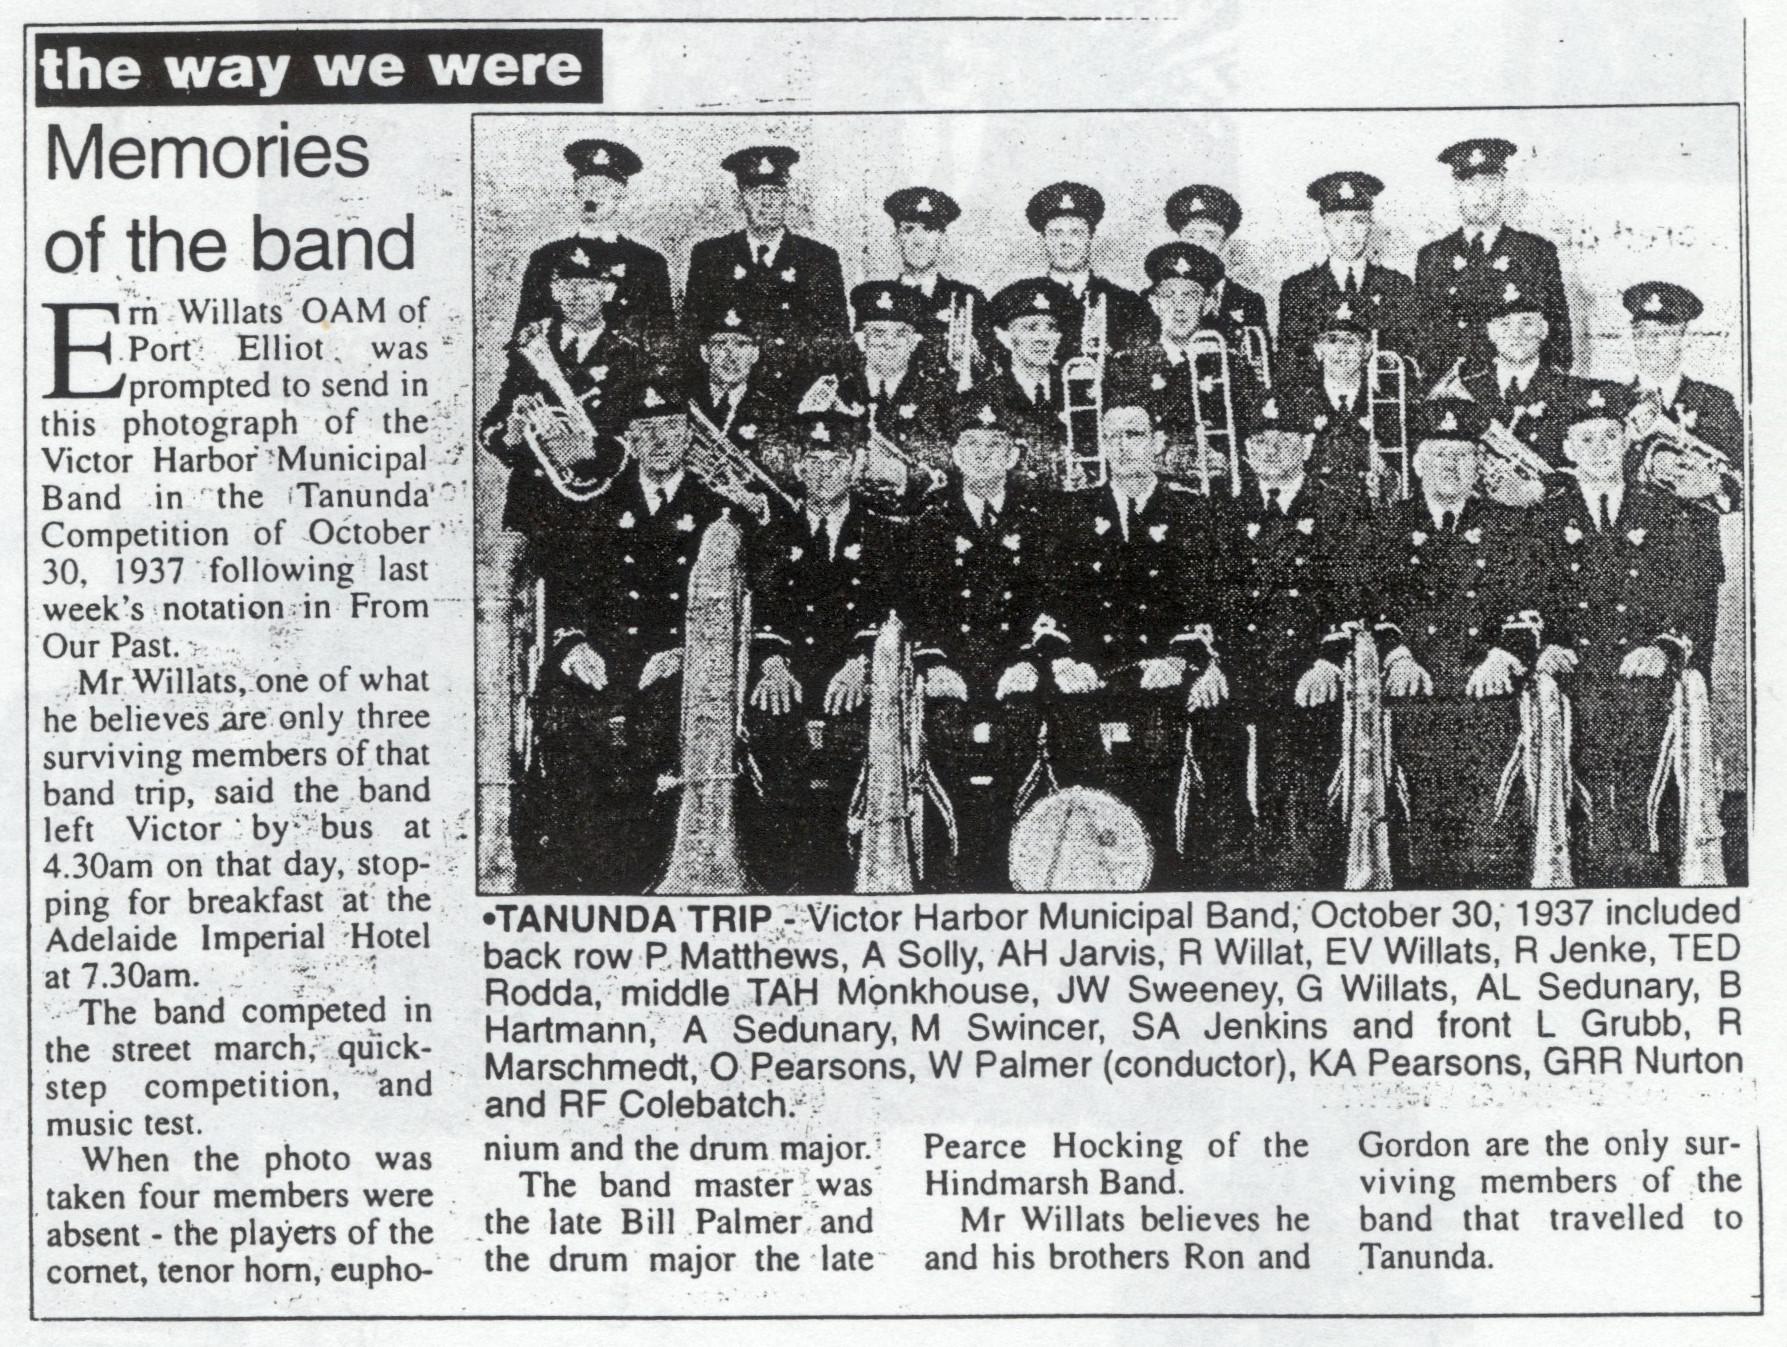 the way we were
Memories
of the band
Ern Willats OAM of
Port Elliot was
prompted to send in
this photograph of the
Victor Harbor Municipal
Band in the Tanunda
Competition of October
30, 1937 following last
week's notation in From
Our Past.
Mr Willats, one of what
he believes are only three
surviving members of that
band trip, said the band
left Victor by bus at
4.30am on that day, stop-
ping for breakfast at the
Adelaide Imperial Hotel
at 7.30am.
The band competed in
the street march, quick-
step competition, and
music test.
When the photo was
taken four members were
absent - the players of the
cornet, tenor horn, eupho-
•TANUNDA TRIP - Victor Harbor Municipal Band, October 30, 1937 included
back row P Matthews, A Solly, AH Jarvis, R Willat, EV Willats, R Jenke, TED
Rodda, middle TAH Monkhouse, JW Sweeney, G Willats, AL Sedunary, B
Hartmann, A Sedunary, M Swincer, SA Jenkins and front L Grubb, R
Marschmedt, O Pearsons, W Palmer (conductor), KA Pearsons, GRR Nurton
and RF Colebatch.
nium and the drum major.
The band master was
the late Bill Palmer and
the drum major the late
Pearce Hocking of the
Hindmarsh Band.
Mr Willats believes he
and his brothers Ron and
Gordon are the only sur-
viving members of the
band that travelled to
Tanunda.